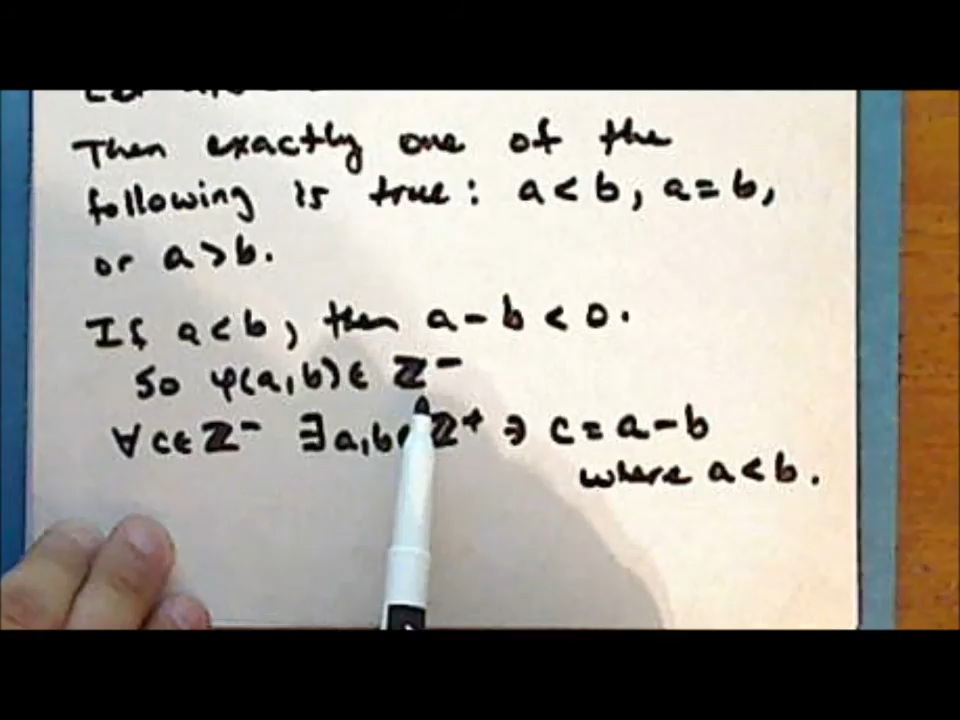 Then exactly one of the
following is true: a < b, a = b,
or a > b.
If a < b, then a - b < 0.
So φ(a,b) ∈ ℤ⁻
∀ c ∈ ℤ⁻ ∃ a,b ℤ⁺ ∋ c = a - b
where a < b.